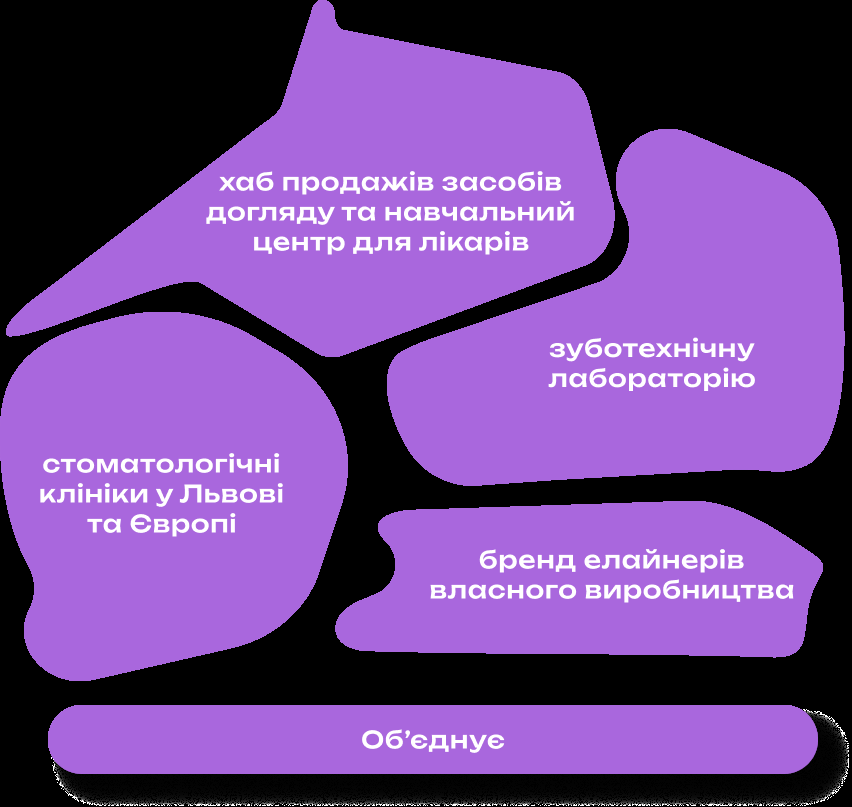 хаб продажів засобів
догляду та навчальний
центр для лікарів
зуботехнічну
лабораторію
стоматологічні
клініки у Львові
та Європі
бренд елайнерів
власного виробництва
Об’єднує